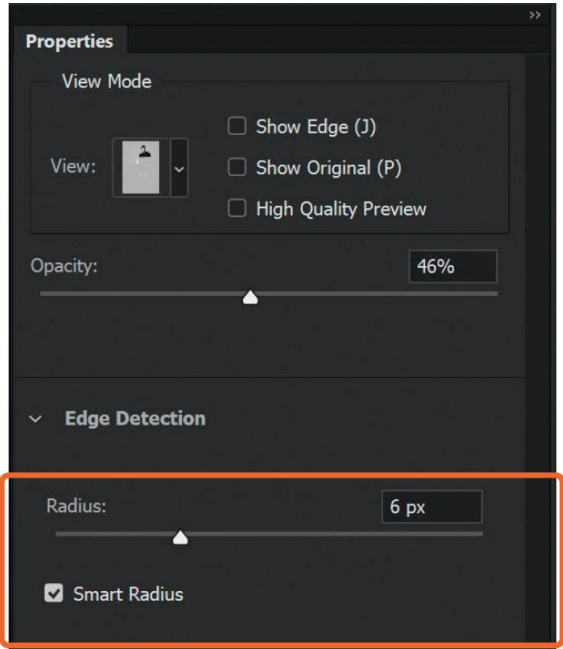 Properties
View Mode
View:
Show Edge (J)
Show Original (P)
High Quality Preview
Opacity: 46%
Edge Detection
Radius: 6 px
Smart Radius